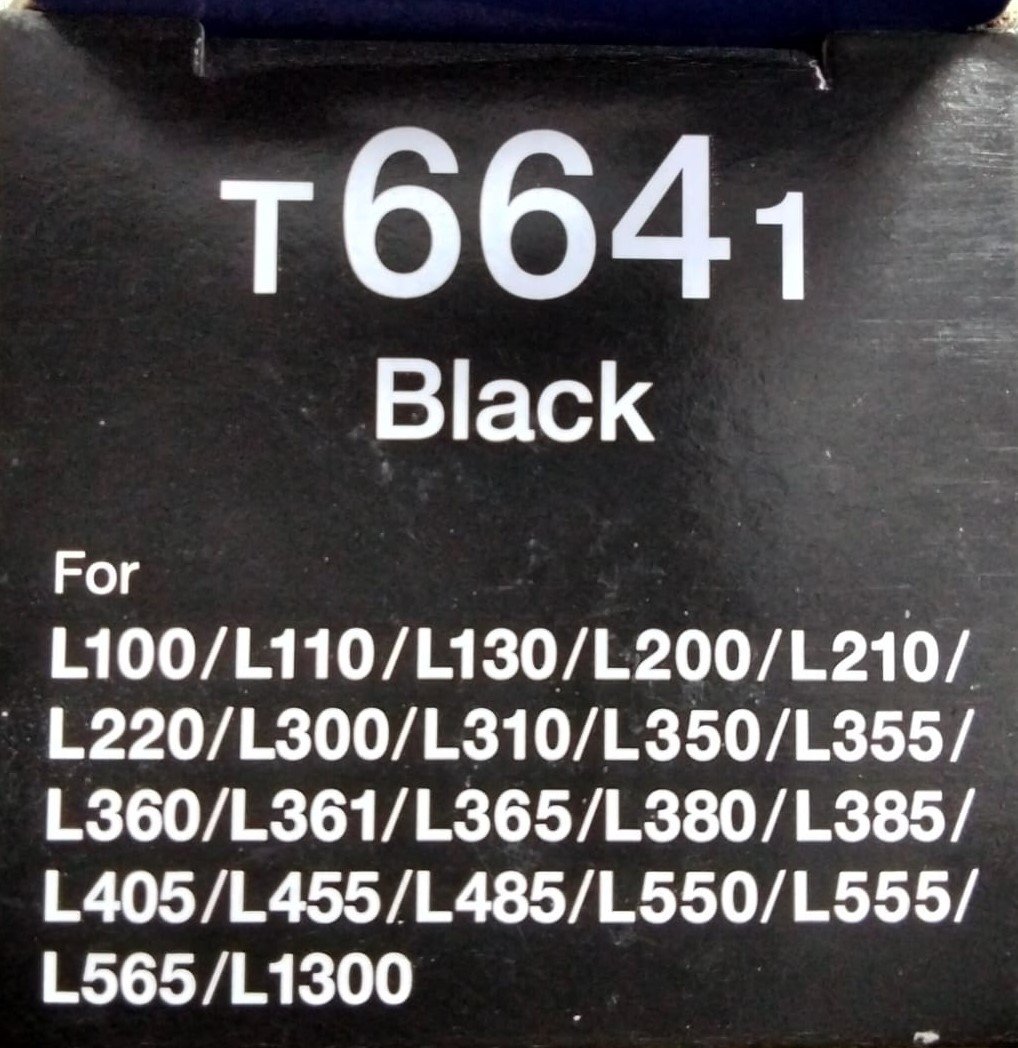 T6641
Black
For
L100/L110/L130/L200/L210/
L220/L300/L310/L350/L355/
L360/L361/L365/L380/L385/
L405/L455/L485/L550/L555/
L565/L1300